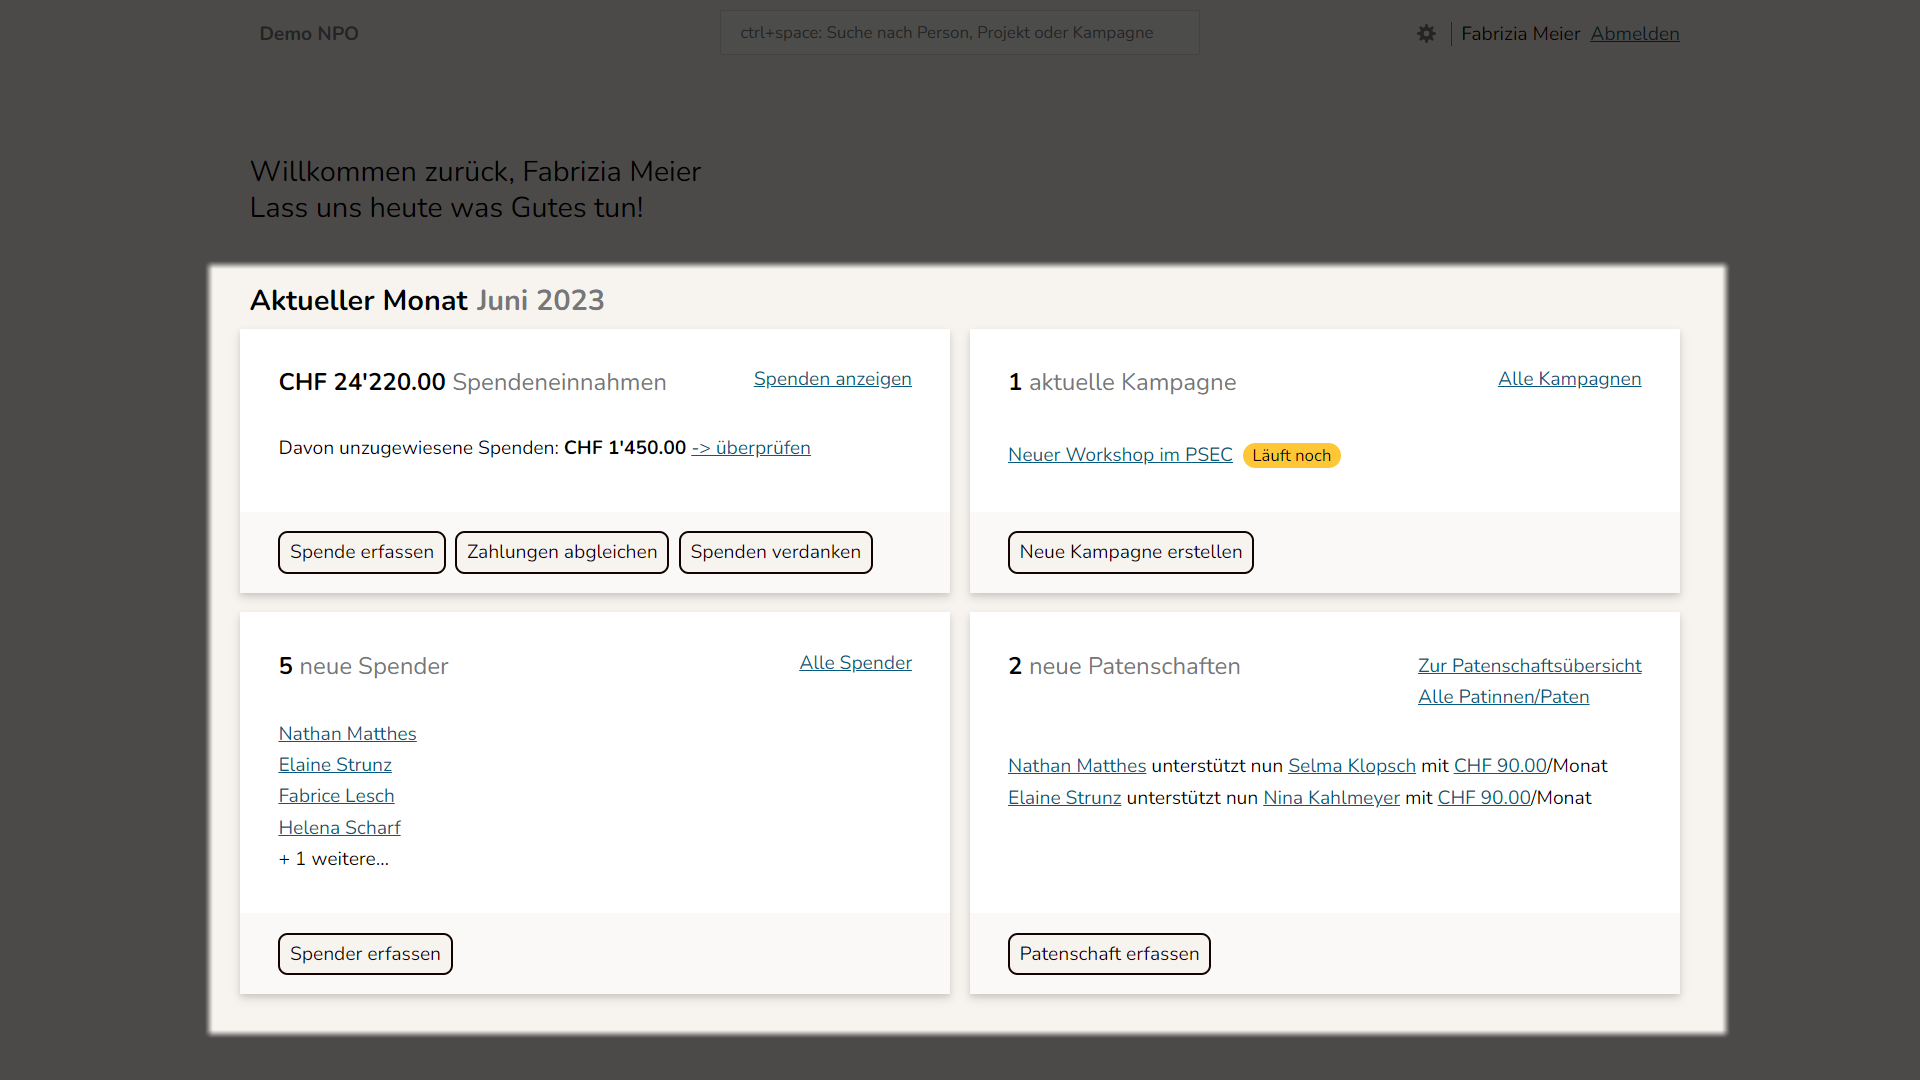 Demo NPO
ctrl+space: Suche nach Person, Projekt oder Kampagne
Fabrizia Meier Abmelden
Willkommen zurück, Fabrizia Meier
Lass uns heute was Gutes tun!
Aktueller Monat Juni 2023
CHF 24'220.00 Spendeneinnahmen
Spenden anzeigen
Davon unzugewiesene Spenden: CHF 1'450.00 -> überprüfen
Spende erfassen
Zahlungen abgleichen
Spenden verdanken
1 aktuelle Kampagne
Alle Kampagnen
Neuer Workshop im PSEC Läuft noch
Neue Kampagne erstellen
5 neue Spender
Alle Spender
Nathan Matthes
Elaine Strunz
Fabrice Lesch
Helena Scharf
+ 1 weitere...
Spender erfassen
2 neue Patenschaften
Zur Patenschaftsübersicht
Alle Patinnen/Paten
Nathan Matthes unterstützt nun Selma Klopsch mit CHF 90.00/Monat
Elaine Strunz unterstützt nun Nina Kahlmeyer mit CHF 90.00/Monat
Patenschaft erfassen